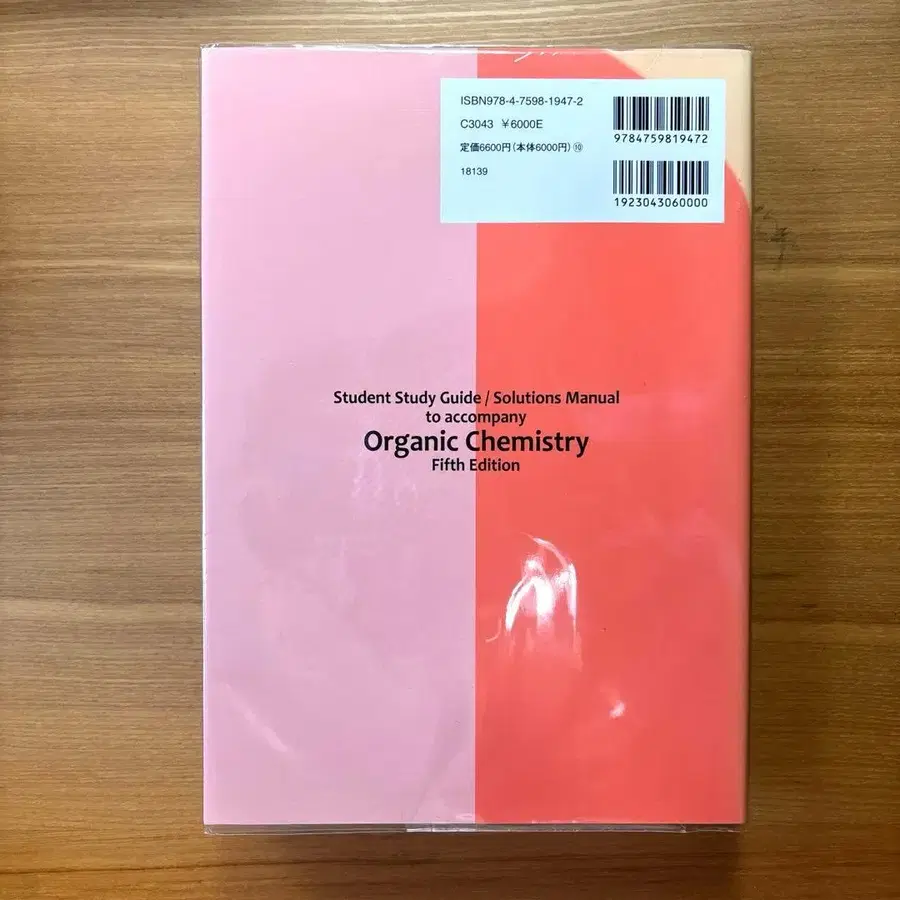 ISBN978-4-7598-1947-2
C3043 ¥6000E
定価6600円(本体6000円)⑩
18139
9784759819472
1923043060000
Student Study Guide / Solutions Manual
to accompany
Organic Chemistry
Fifth Edition